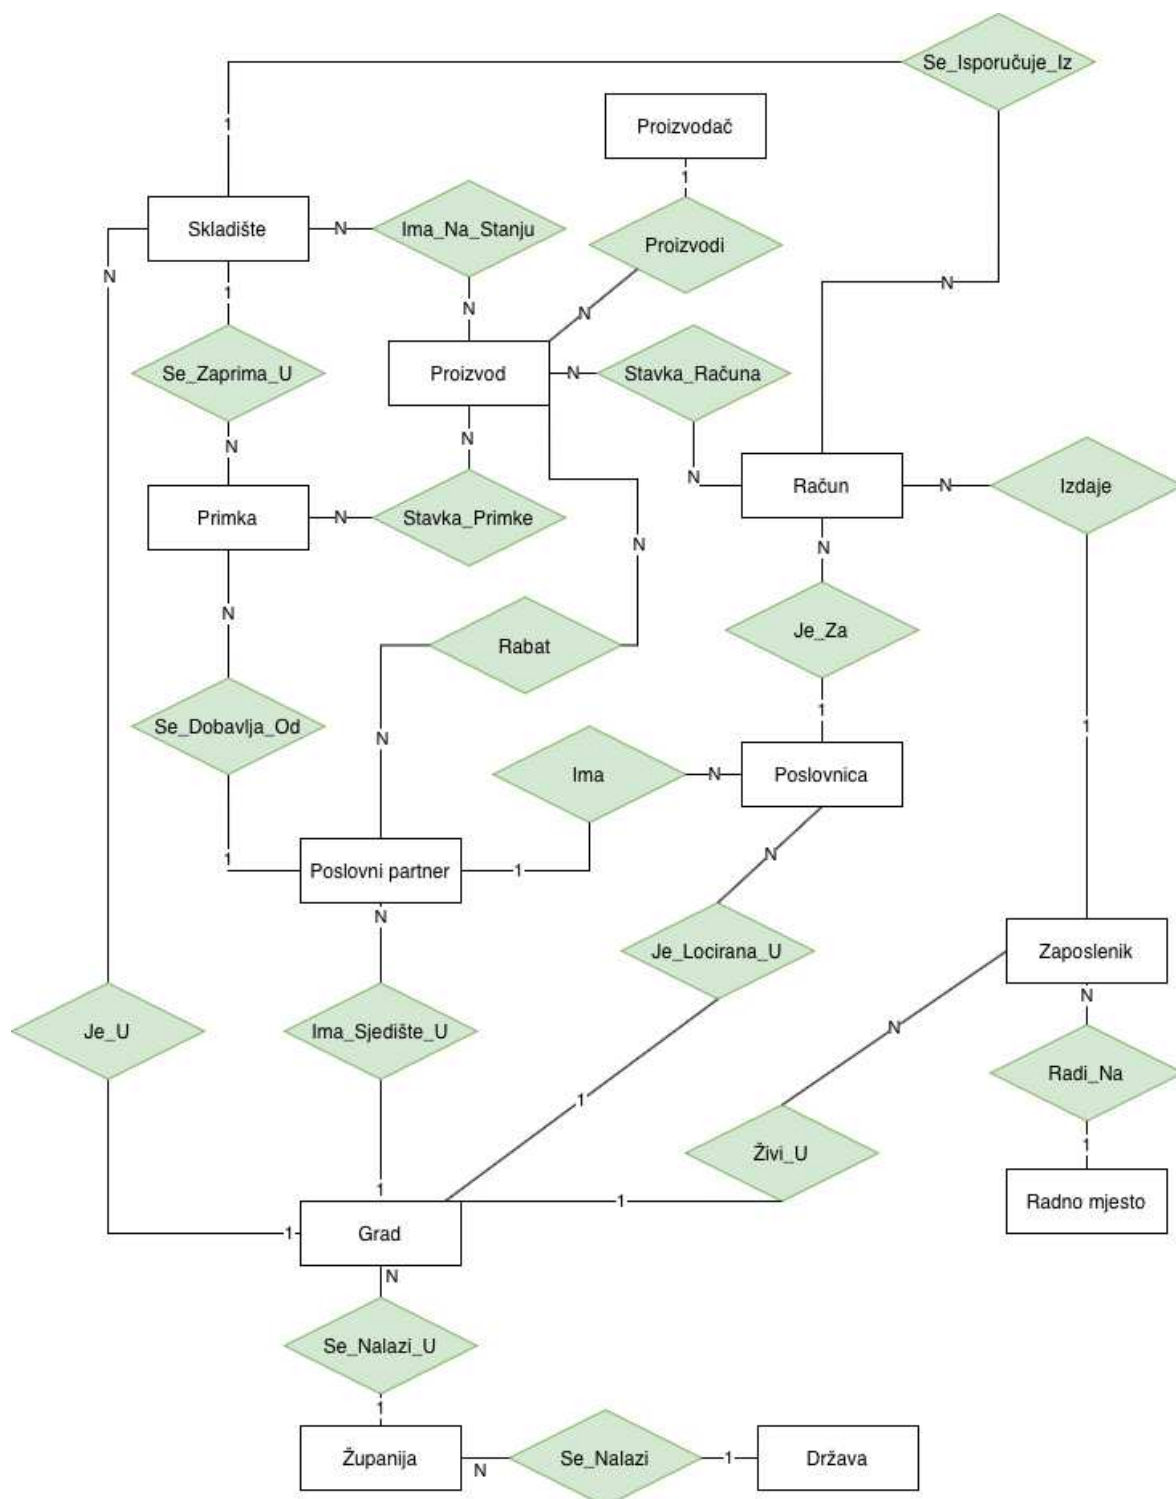 Se_Isporučuje_Iz
Proizvodač
1
1
Skladište
N
Ima_Na_Stanju
Proizvodi
N
N
1
N
N
N
Se_Zaprima_U
Proizvod
N
Stavka_Računa
N
N
N
Račun
N
Izdaje
Primka
N
Stavka_Primke
N
N
N
Je_Za
Rabat
1
Se_Dobavlja_Od
1
N
Ima
N
Poslovnica
1
Poslovni partner
1
N
N
Je_Locirana_U
Zaposlenik
N
Je_U
Ima_Sjedište_U
N
Radi_Na
1
1
Živi_U
1
1
Radno mjesto
1
Grad
N
Se_Nalazi_U
1
Županija
N
Se_Nalazi
1
Država